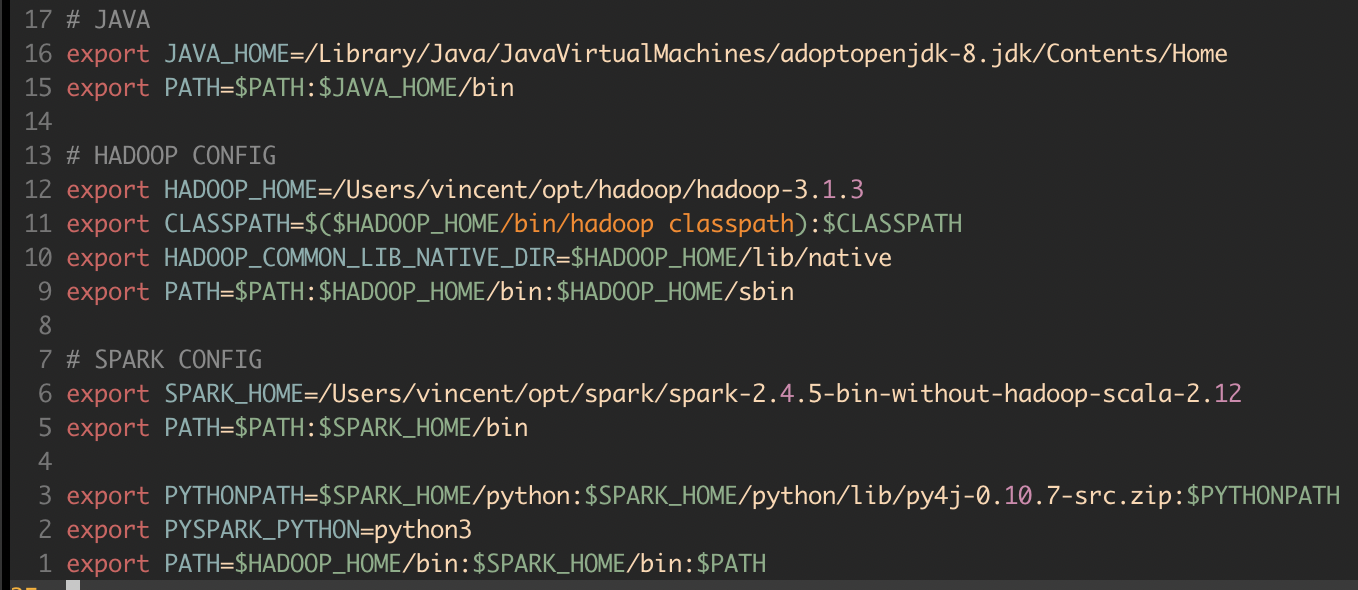 17 # JAVA
16 export JAVA_HOME=/Library/Java/JavaVirtualMachines/adoptopenjdk-8.jdk/Contents/Home
15 export PATH=$PATH:$JAVA_HOME/bin
14
13 # HADOOP CONFIG
12 export HADOOP_HOME=/Users/vincent/opt/hadoop/hadoop-3.1.3
11 export CLASSPATH=$($HADOOP_HOME/bin/hadoop classpath):$CLASSPATH
10 export HADOOP_COMMON_LIB_NATIVE_DIR=$HADOOP_HOME/lib/native
9 export PATH=$PATH:$HADOOP_HOME/bin:$HADOOP_HOME/sbin
8
7 # SPARK CONFIG
6 export SPARK_HOME=/Users/vincent/opt/spark/spark-2.4.5-bin-without-hadoop-scala-2.12
5 export PATH=$PATH:$SPARK_HOME/bin
4
3 export PYTHONPATH=$SPARK_HOME/python:$SPARK_HOME/python/lib/py4j-0.10.7-src.zip:$PYTHONPATH
2 export PYSPARK_PYTHON=python3
1 export PATH=$HADOOP_HOME/bin:$SPARK_HOME/bin:$PATH